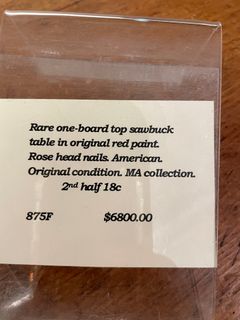 Rare one-board top sawbuck
table in original red paint.
Rose head nails. American.
Original condition. MA collection.
2nd half 18c
875F $6800.00